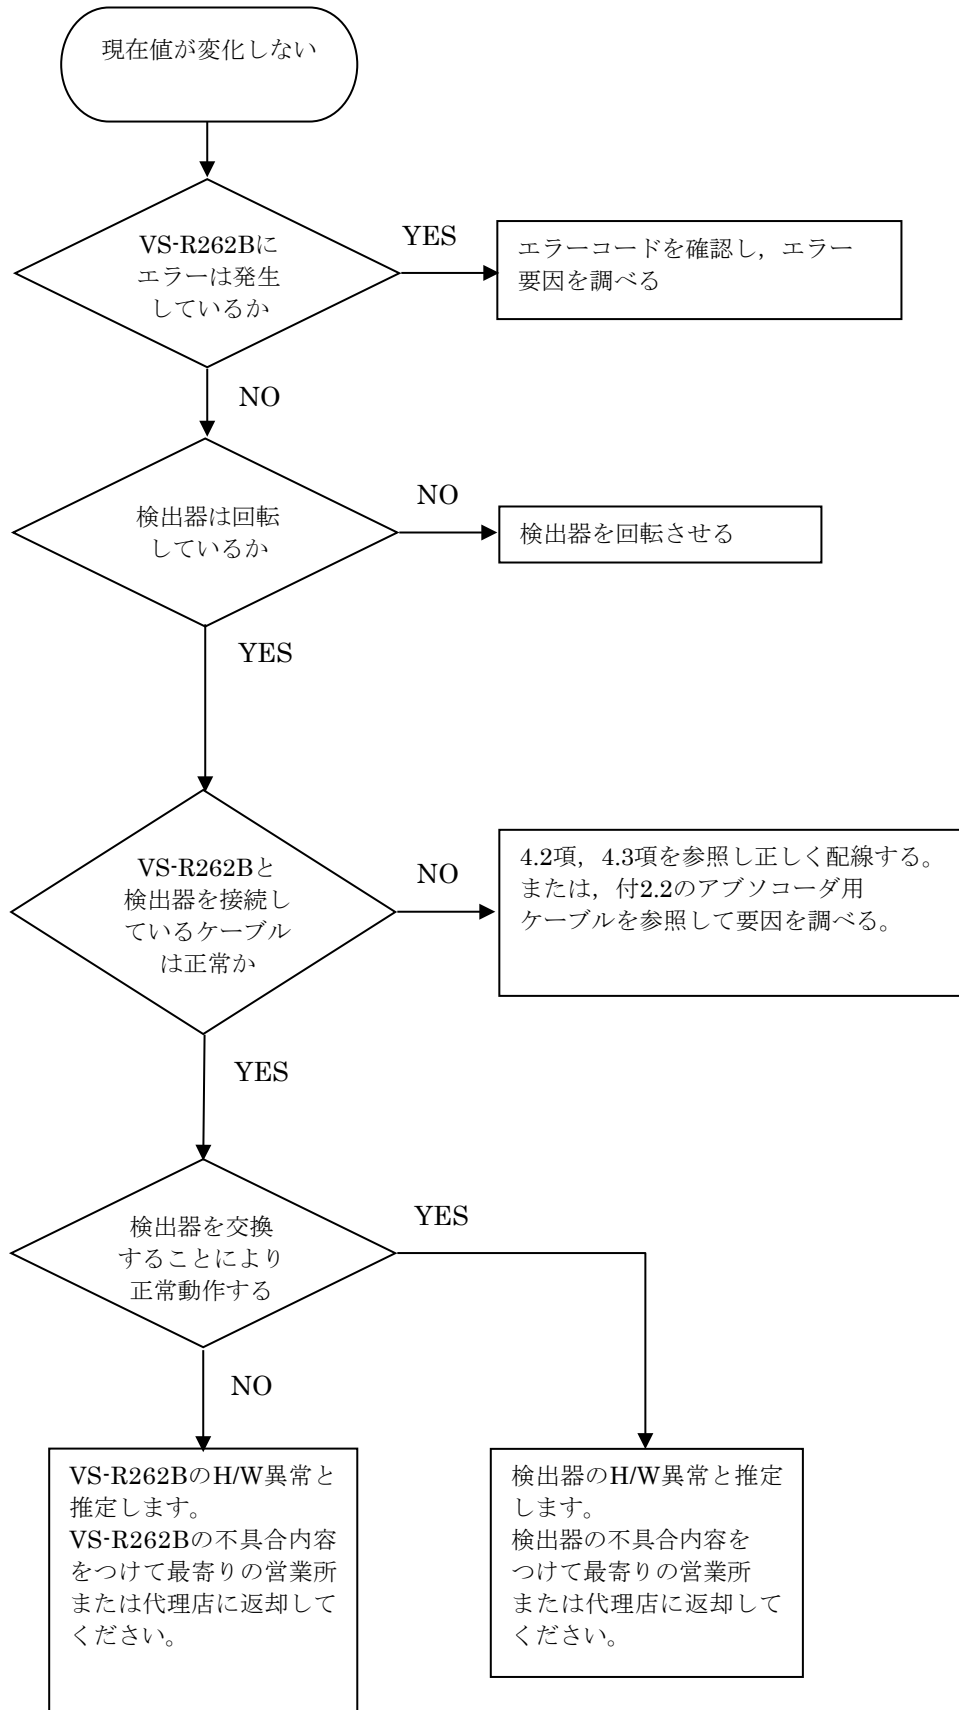 現在値が変化しない
VS-R262Bに
エラーは発生
しているか
YES
エラーコードを確認し，エラー
要因を調べる
NO
検出器は回転
しているか
NO
検出器を回転させる
YES
VS-R262Bと
検出器を接続し
ているケーブル
は正常か
NO
4.2項，4.3項を参照し正しく配線する。
または，付2.2のアブソコーダ用
ケーブルを参照して要因を調べる。
YES
検出器を交換
することにより
正常動作する
YES
NO
VS-R262BのH/W異常と
推定します。
VS-R262Bの不具合内容
をつけて最寄りの営業所
または代理店に返却して
ください。
検出器のH/W異常と推定
します。
検出器の不具合内容を
つけて最寄りの営業所
または代理店に返却して
ください。